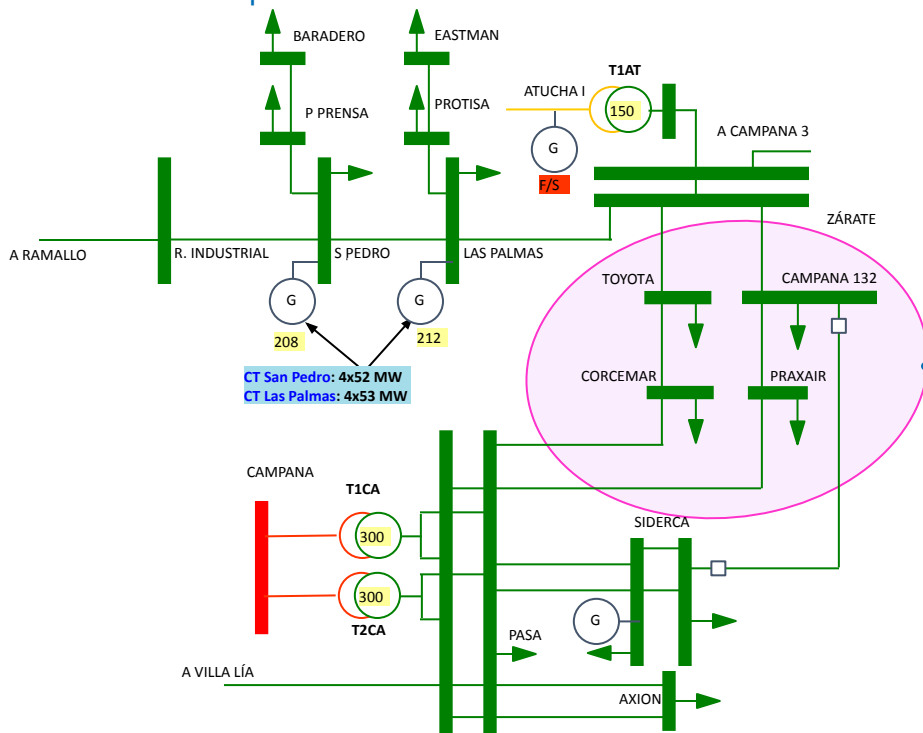 BARADERO
EASTMAN
T1AT
ATUCHA I
150
P PRENSA
PROTISA
A CAMPANA 3
G
F/S
ZÁRATE
A RAMALLO
R. INDUSTRIAL
S PEDRO
LAS PALMAS
TOYOTA
CAMPANA 132
G
G
208
212
CT San Pedro: 4x52 MW
CT Las Palmas: 4x53 MW
CORCEMAR
PRAXAIR
CAMPANA
T1CA
300
SIDERCA
300
T2CA
G
PASA
A VILLA LÍA
AXION